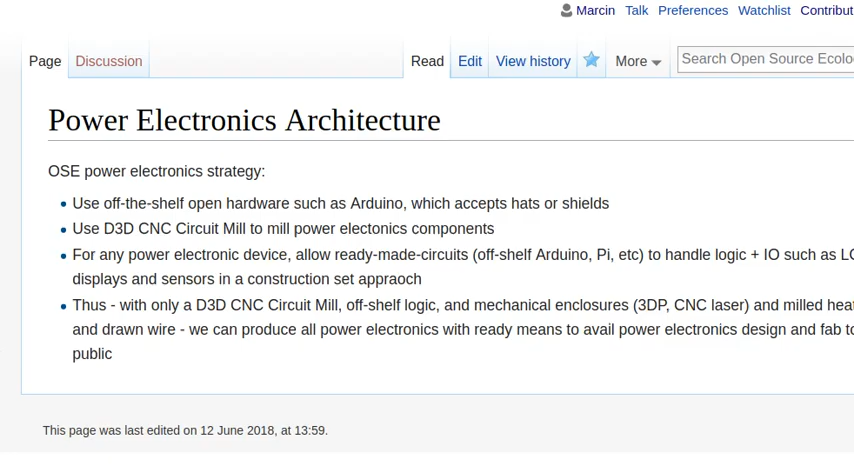 Marcin Talk Preferences Watchlist Contribut
Page Discussion Read Edit View history More Search Open Source Ecolo
Power Electronics Architecture
OSE power electronics strategy:
Use off-the-shelf open hardware such as Arduino, which accepts hats or shields
Use D3D CNC Circuit Mill to mill power electonics components
For any power electronic device, allow ready-made-circuits (off-shelf Arduino, Pi, etc) to handle logic + IO such as LC
displays and sensors in a construction set appraoch
Thus - with only a D3D CNC Circuit Mill, off-shelf logic, and mechanical enclosures (3DP, CNC laser) and milled heat
and drawn wire - we can produce all power electronics with ready means to avail power electronics design and fab to
public
This page was last edited on 12 June 2018, at 13:59.